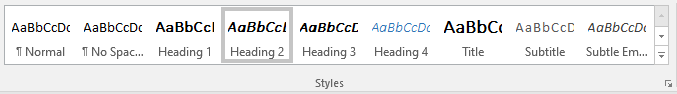 AaBbCcDc AaBbCcDc AaBbCcI AaBbCcI AaBbCcD AaBbCcDc AaBbCcD AaBbCcD AaBbCcDc
¶ Normal ¶ No Spac... Heading 1 Heading 2 Heading 3 Heading 4 Title Subtitle Subtle Em...
Styles